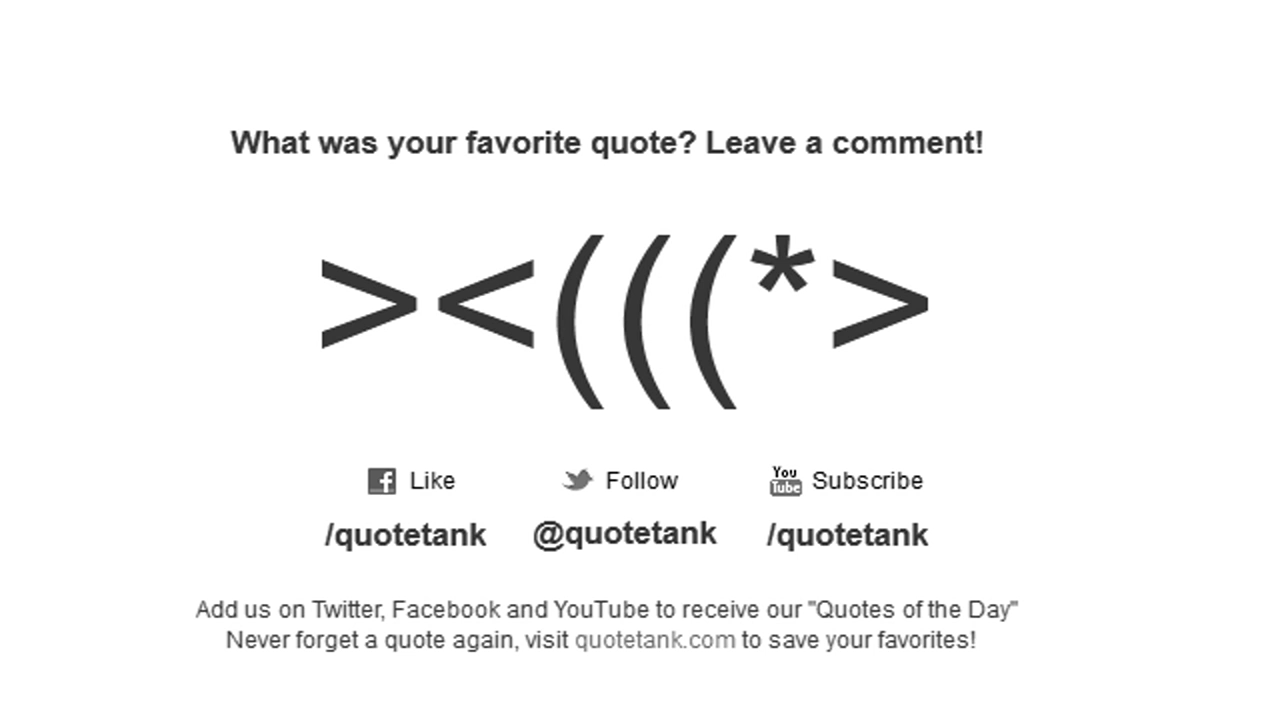 What was your favorite quote? Leave a comment!
><(((*>
Like Follow You Tube Subscribe
/quotetank @quotetank /quotetank
Add us on Twitter, Facebook and YouTube to receive our "Quotes of the Day"
Never forget a quote again, visit quotetank.com to save your favorites!